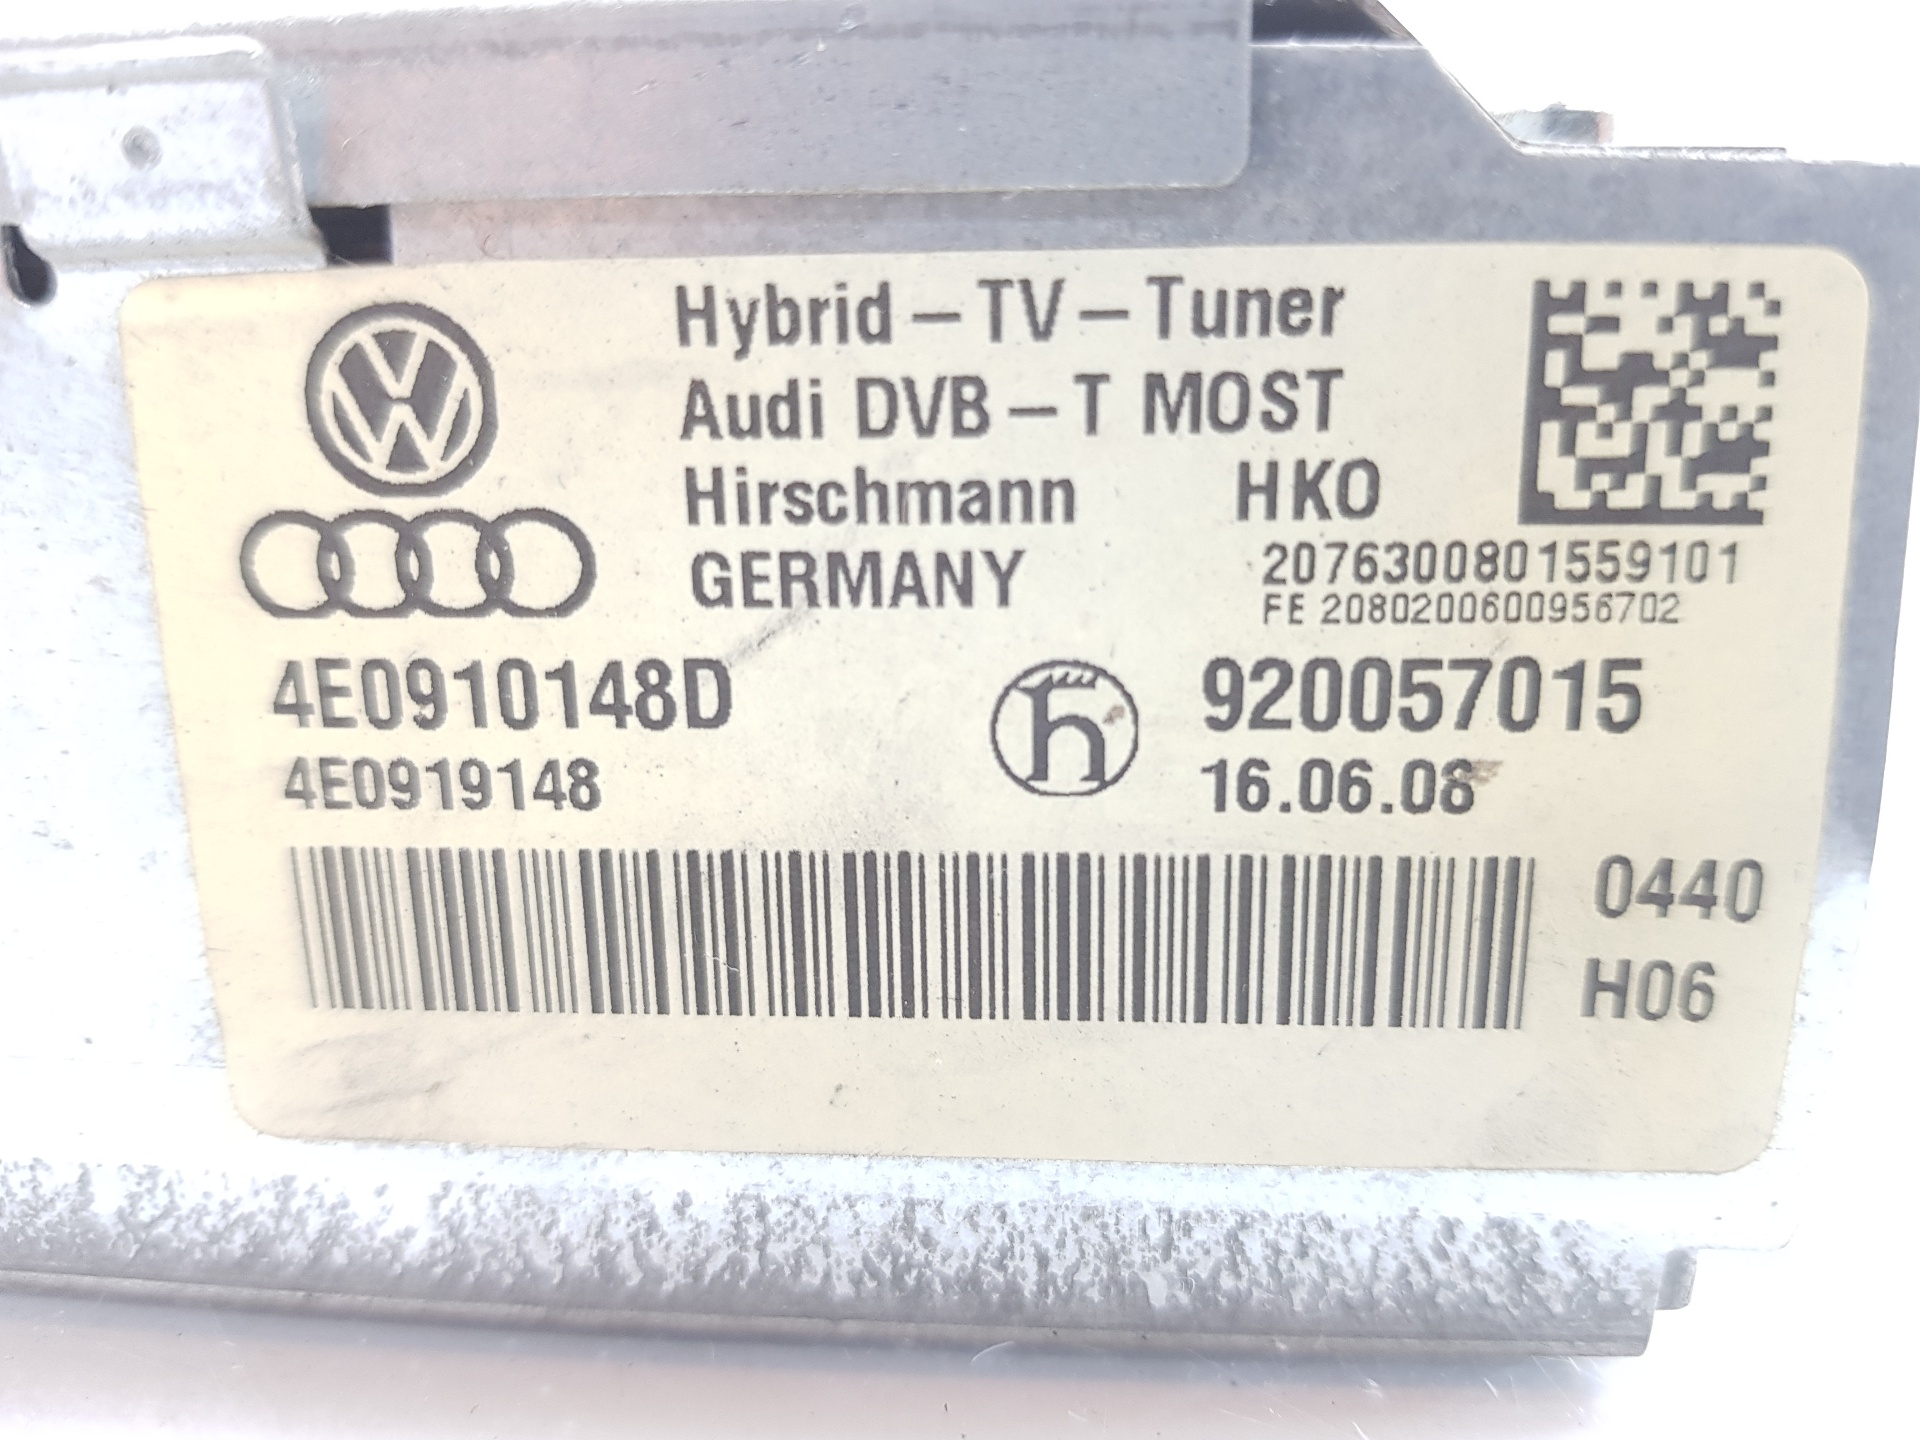 Hybrid-TV-Tuner
Audi DVB-T MOST
Hirschmann HKO
GERMANY 2076300801559101
FE 2080200600956702
4E0910148D h 920057015
4E0919148 16.06.08
0440
H06